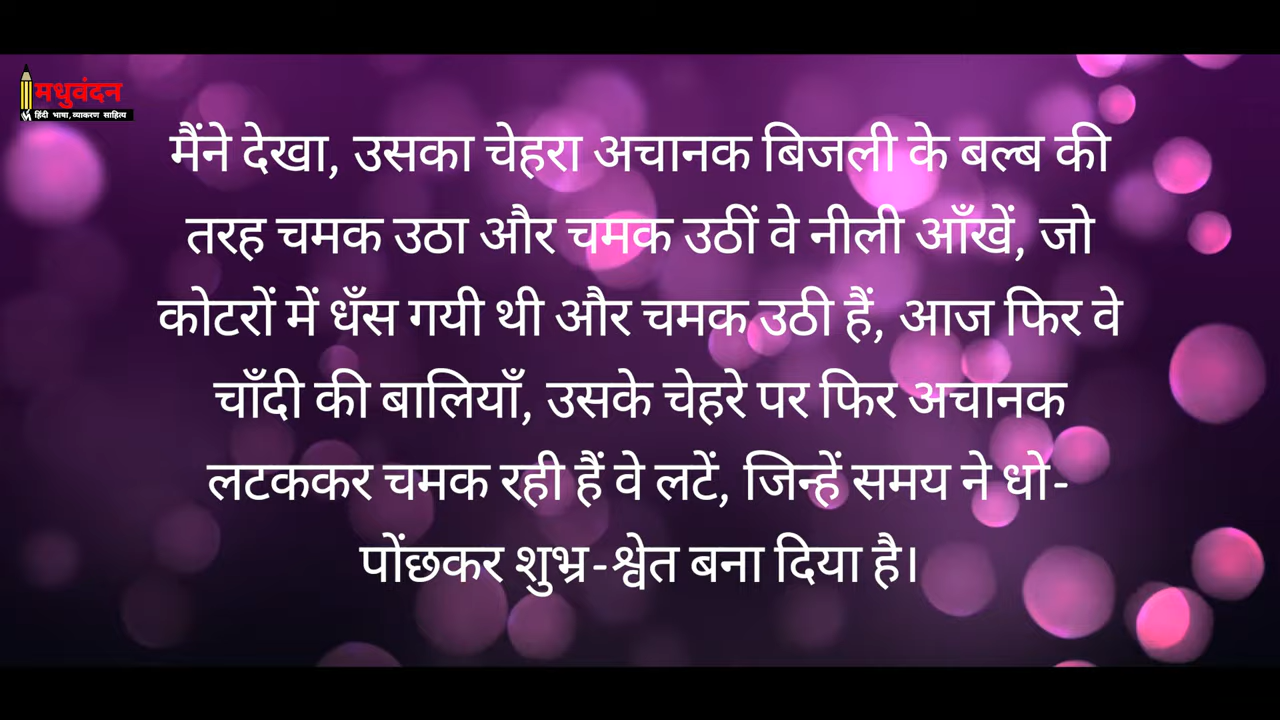 मधुवंदन
हिंदी भाषा,व्याकरण साहित्य
मैंने देखा, उसका चेहरा अचानक बिजली के बल्ब की
तरह चमक उठा और चमक उठीं वे नीली आँखें, जो
कोटरों में धँस गयी थी और चमक उठी हैं, आज फिर वे
चाँदी की बालियाँ, उसके चेहरे पर फिर अचानक
लटककर चमक रही हैं वे लटें, जिन्हें समय ने धो-
पोंछकर शुभ्र-श्वेत बना दिया है।